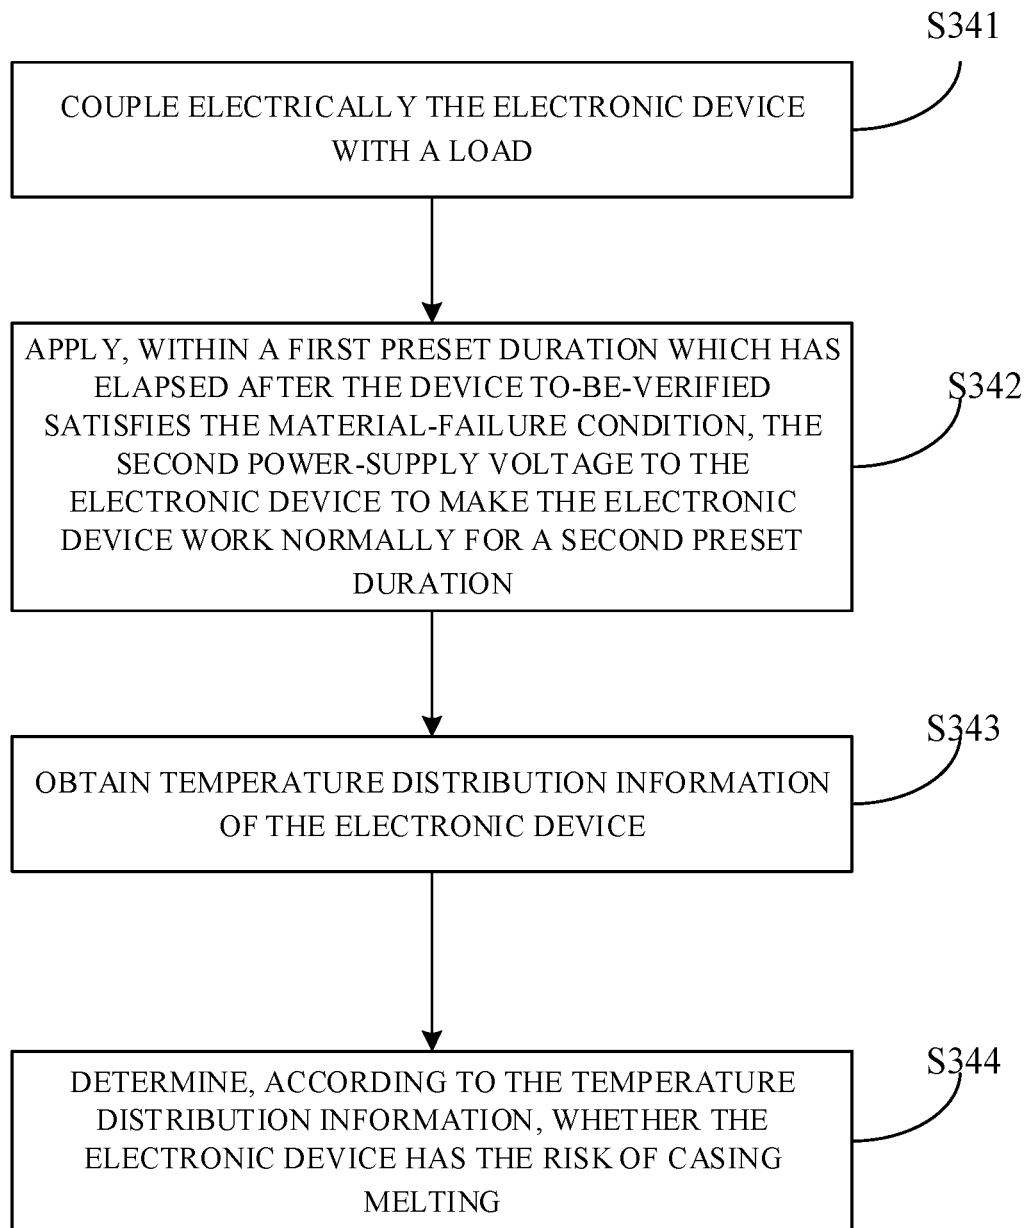 S341
COUPLE ELECTRICALLY THE ELECTRONIC DEVICE
WITH A LOAD
S342
APPLY, WITHIN A FIRST PRESET DURATION WHICH HAS
ELAPSED AFTER THE DEVICE TO-BE-VERIFIED
SATISFIES THE MATERIAL-FAILURE CONDITION, THE
SECOND POWER-SUPPLY VOLTAGE TO THE
ELECTRONIC DEVICE TO MAKE THE ELECTRONIC
DEVICE WORK NORMALLY FOR A SECOND PRESET
DURATION
S343
OBTAIN TEMPERATURE DISTRIBUTION INFORMATION
OF THE ELECTRONIC DEVICE
S344
DETERMINE, ACCORDING TO THE TEMPERATURE
DISTRIBUTION INFORMATION, WHETHER THE
ELECTRONIC DEVICE HAS THE RISK OF CASING
MELTING